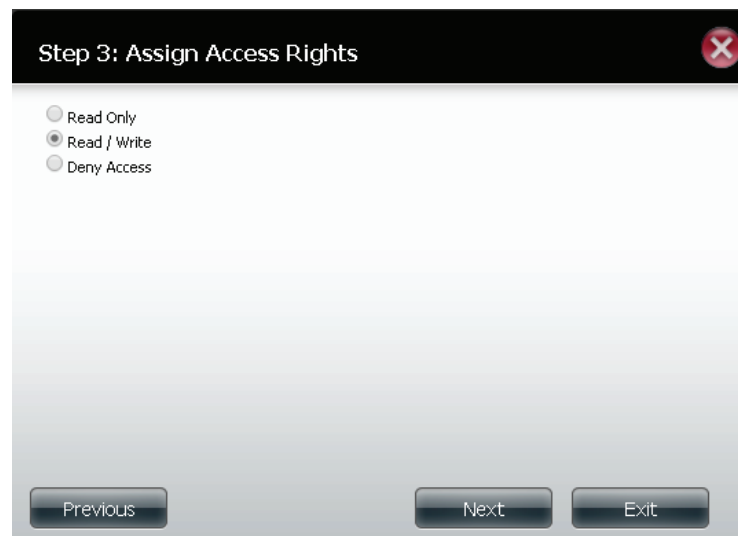 Step 3: Assign Access Rights
Read Only
Read / Write
Deny Access
Previous Next Exit